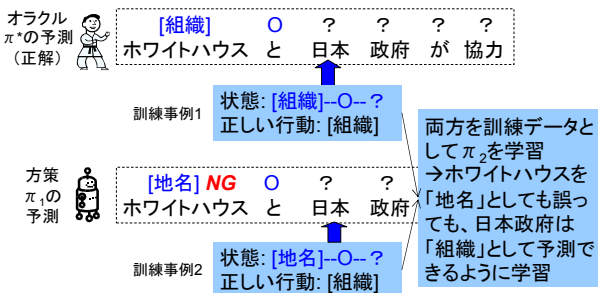 オラクル
π*の予測
(正解)
[組織] O ? ? ? ?
ホワイトハウス と 日本 政府 が 協力
訓練事例1
状態: [組織]--O--?
正しい行動: [組織]
方策
π₁の
予測
[地名] NG O ? ?
ホワイトハウス と 日本 政府
訓練事例2
状態: [地名]--O--?
正しい行動: [組織]
両方を訓練データと
してπ₂を学習
→ホワイトハウスを
「地名」としても誤っ
ても、日本政府は
「組織」として予測で
きるように学習